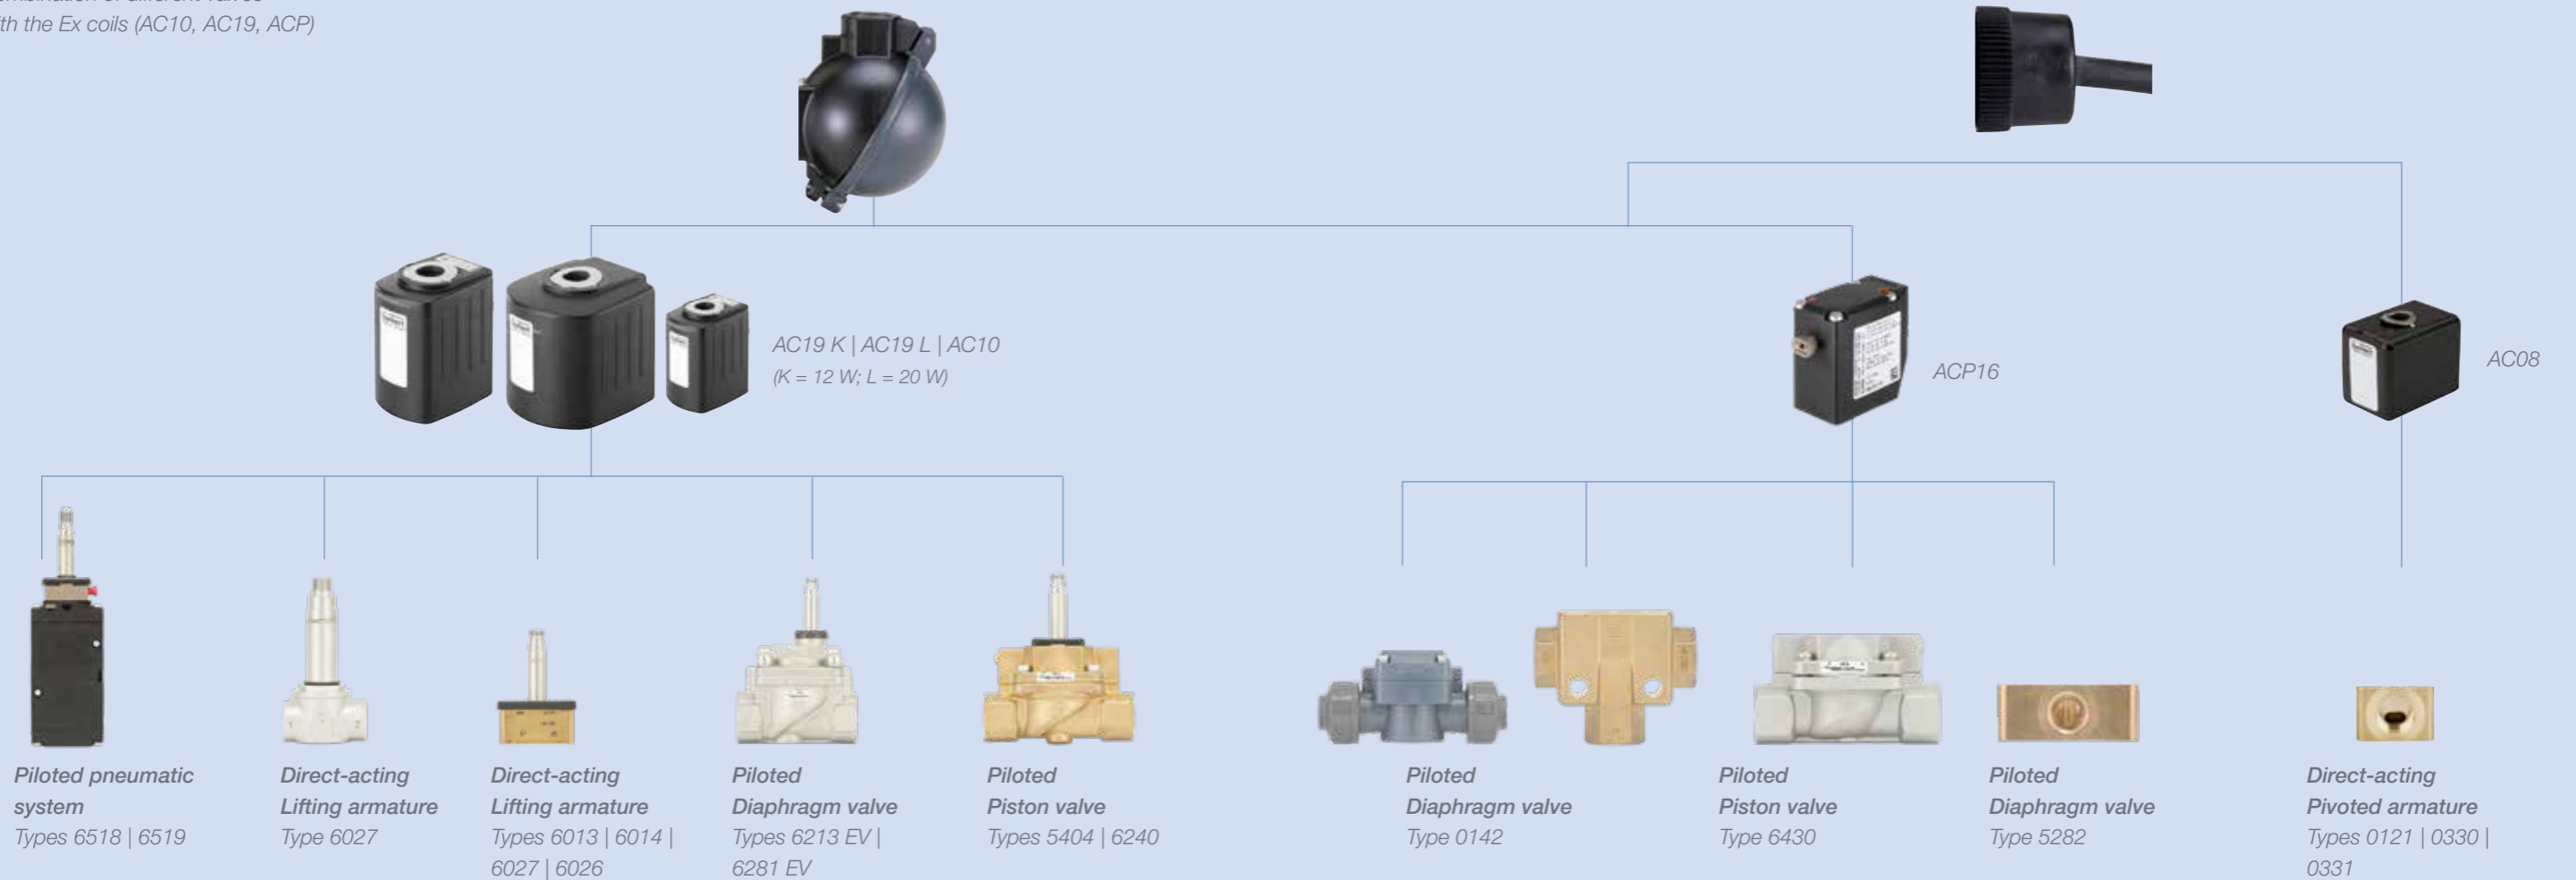 th the Ex coils (AC10, AC19, ACP)
AC19 K | AC19 L | AC10
(K = 12 W; L = 20 W)
ACP16
AC08
Piloted pneumatic
system
Types 6518 | 6519
Direct-acting
Lifting armature
Type 6027
Direct-acting
Lifting armature
Types 6013 | 6014 |
6027 | 6026
Piloted
Diaphragm valve
Types 6213 EV |
6281 EV
Piloted
Piston valve
Types 5404 | 6240
Piloted
Diaphragm valve
Type 0142
Piloted
Piston valve
Type 6430
Piloted
Diaphragm valve
Type 5282
Direct-acting
Pivoted armature
Types 0121 | 0330 |
0331